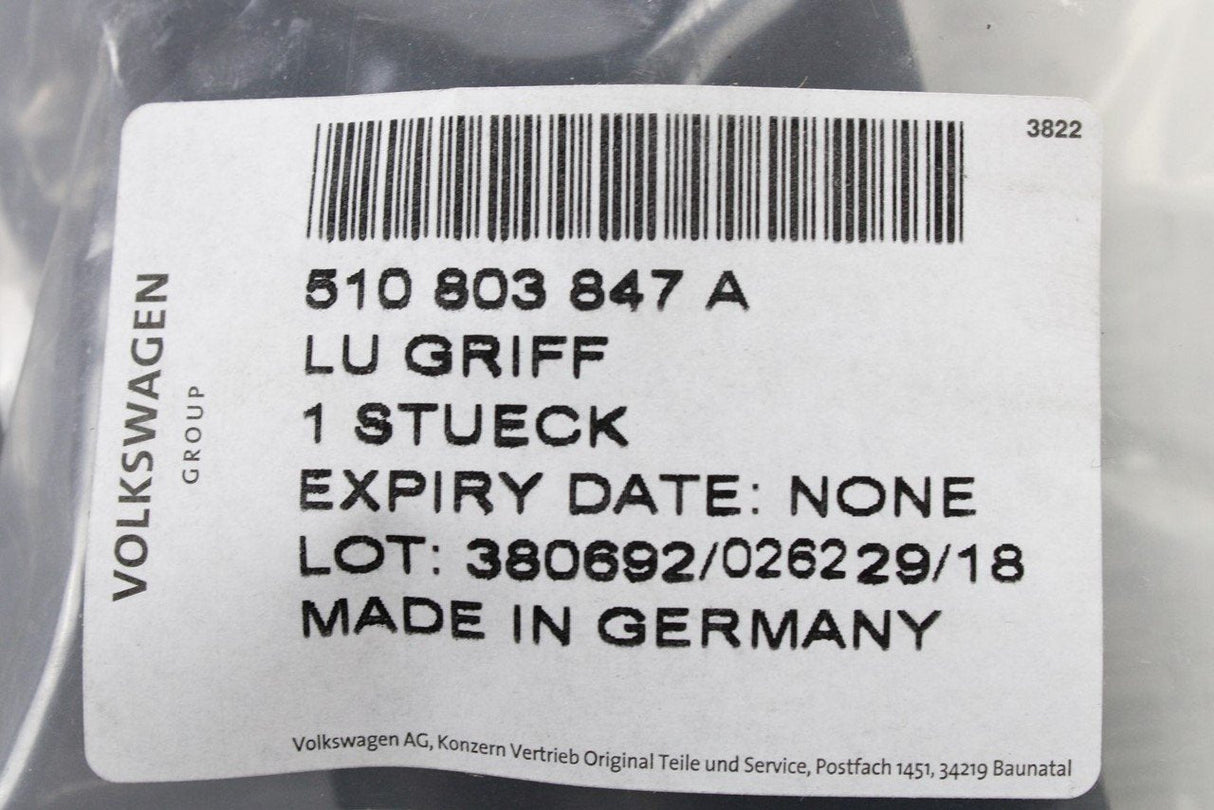 3822
510 803 847 A
LU GRIFF
1 STUECK
EXPIRY DATE: NONE
LOT: 380692/026229/18
MADE IN GERMANY
VOLKSWAGEN
GROUP
Volkswagen AG, Konzern Vertrieb Original Teile und Service, Postfach 1451, 34219 Baunatal